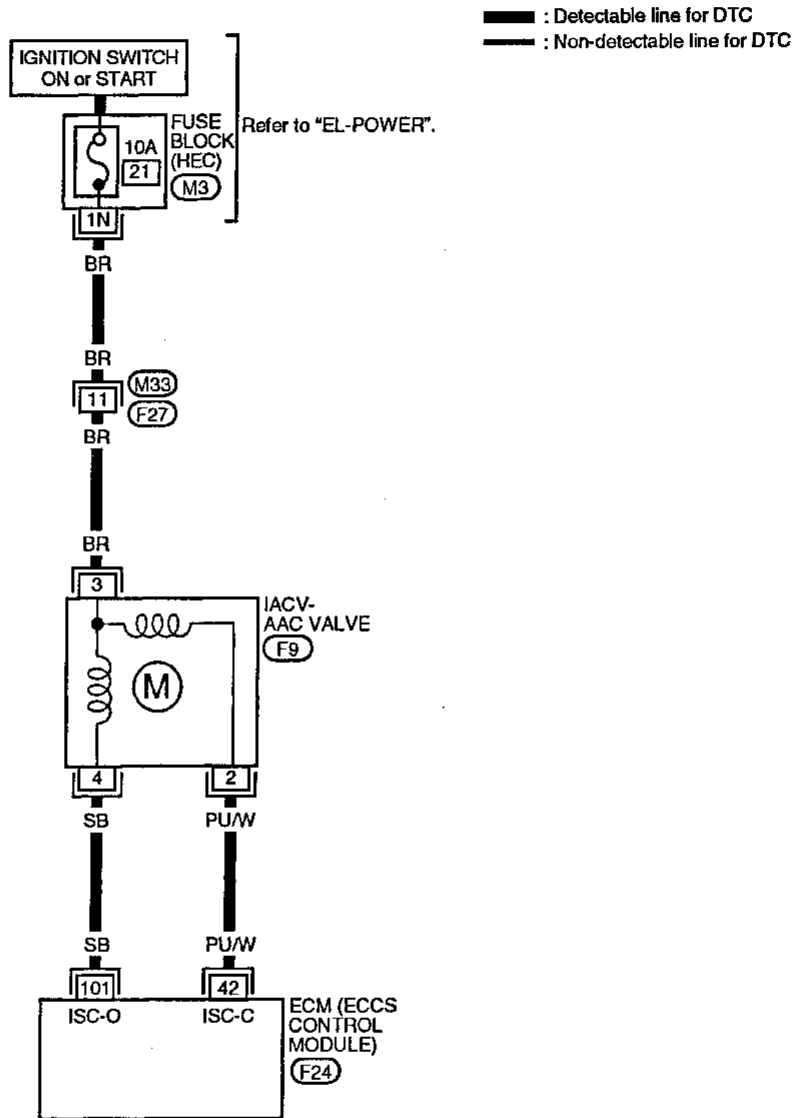 : Detectable line for DTC
: Non-detectable line for DTC
IGNITION SWITCH
ON or START
FUSE
BLOCK
(HEC)
M3
10A
21
Refer to "EL-POWER".
1N
BR
BR
11
M33
F27
BR
BR
3
IACV-
AAC VALVE
F9
M
4
2
SB
PU/W
SB
PU/W
101
42
ISC-O
ISC-C
ECM (ECCS
CONTROL
MODULE)
F24